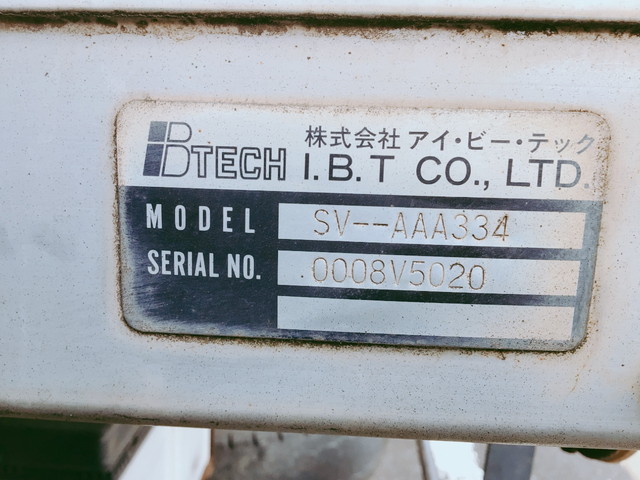 株式会社 アイ・ビー・テック
IBTECH I.B.T CO., LTD.
MODEL SV--AAA334
SERIAL NO. 0008V5020